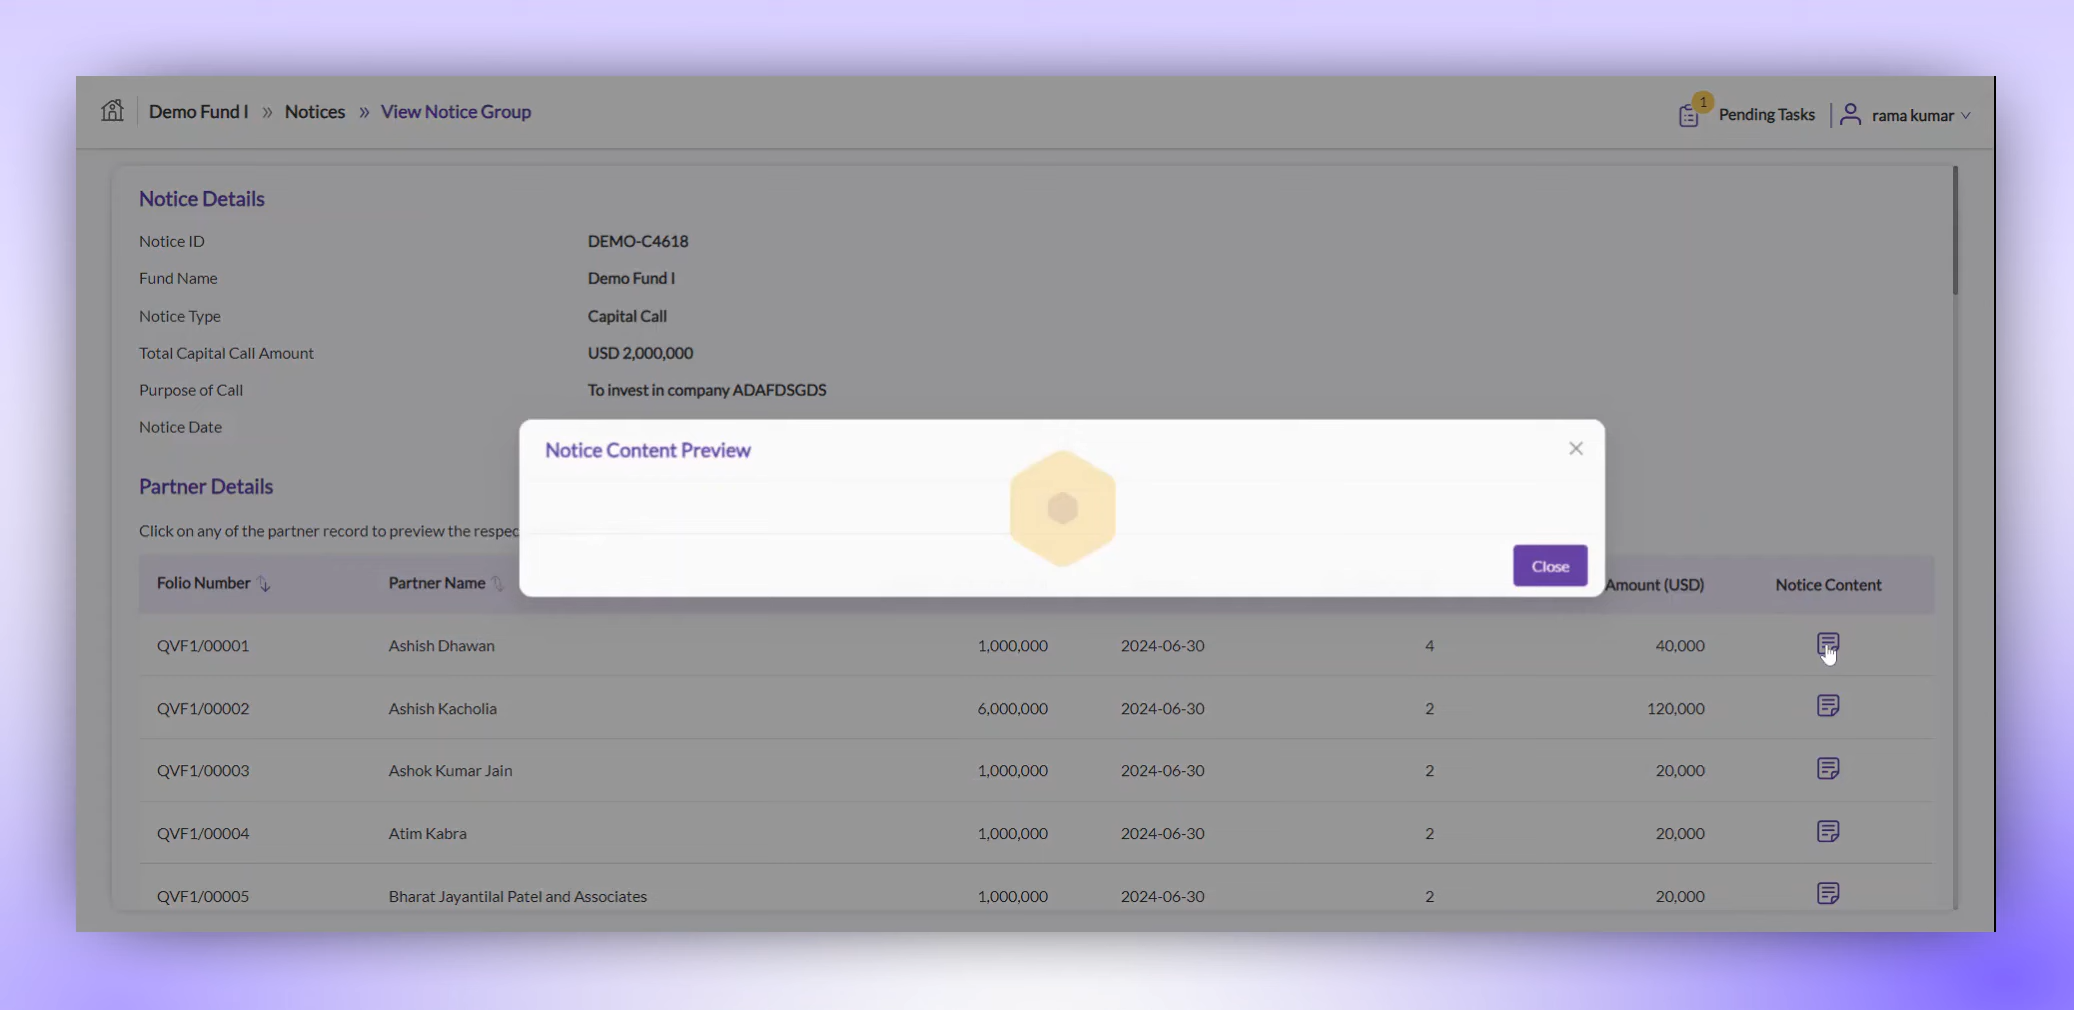 Demo Fund I » Notices » View Notice Group
1 Pending Tasks rama kumar
Notice Details
Notice ID DEMO-C4618
Fund Name Demo Fund I
Notice Type Capital Call
Total Capital Call Amount USD 2,000,000
Purpose of Call To invest in company ADAFDSGDS
Notice Date
Notice Content Preview
Partner Details
Click on any of the partner record to preview the respec
Close
Folio Number Partner Name Amount (USD) Notice Content
QVF1/00001 Ashish Dhawan 1,000,000 2024-06-30 4 40,000
QVF1/00002 Ashish Kacholia 6,000,000 2024-06-30 2 120,000
QVF1/00003 Ashok Kumar Jain 1,000,000 2024-06-30 2 20,000
QVF1/00004 Atim Kabra 1,000,000 2024-06-30 2 20,000
QVF1/00005 Bharat Jayantilal Patel and Associates 1,000,000 2024-06-30 2 20,000